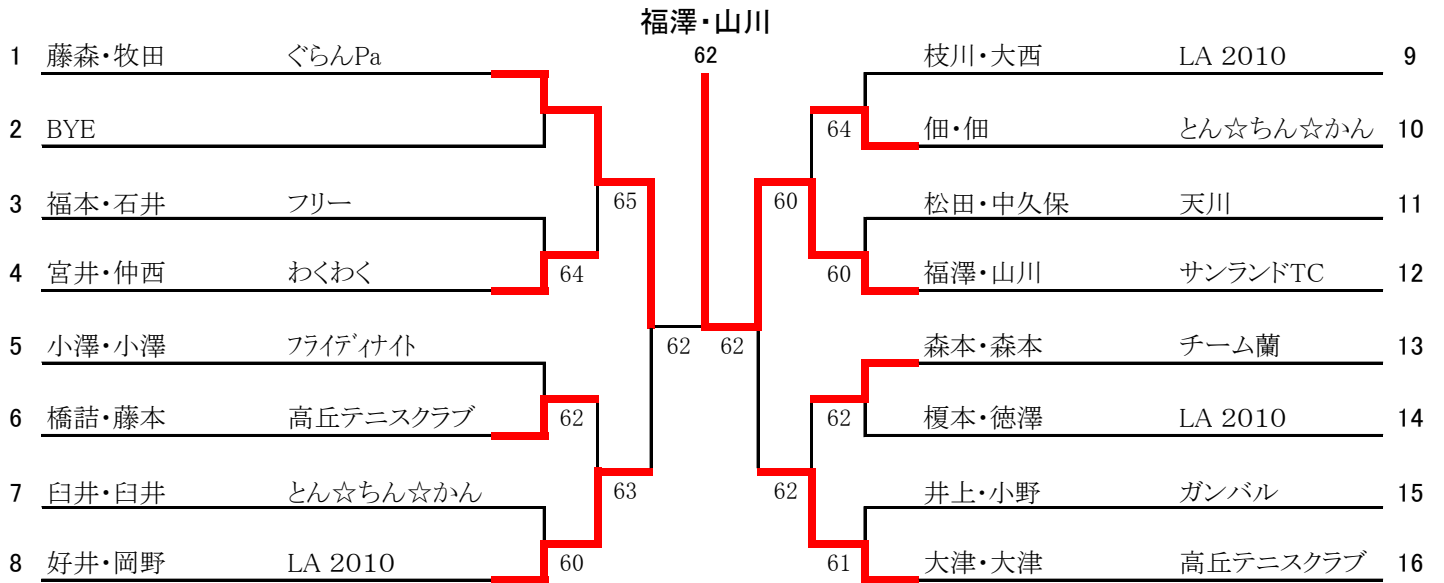 福澤・山川
62
1 藤森・牧田 ぐらんPa
2 BYE
3 福本・石井 フリー
4 宮井・仲西 わくわく
5 小澤・小澤 フライディナイト
6 橋詰・藤本 高丘テニスクラブ
7 臼井・臼井 とん☆ちん☆かん
8 好井・岡野 LA 2010
64
62
60
65
63
62
62
60
62
64
60
62
61
枝川・大西 LA 2010 9
佃・佃 とん☆ちん☆かん 10
松田・中久保 天川 11
福澤・山川 サンランドTC 12
森本・森本 チーム蘭 13
榎本・徳澤 LA 2010 14
井上・小野 ガンバル 15
大津・大津 高丘テニスクラブ 16